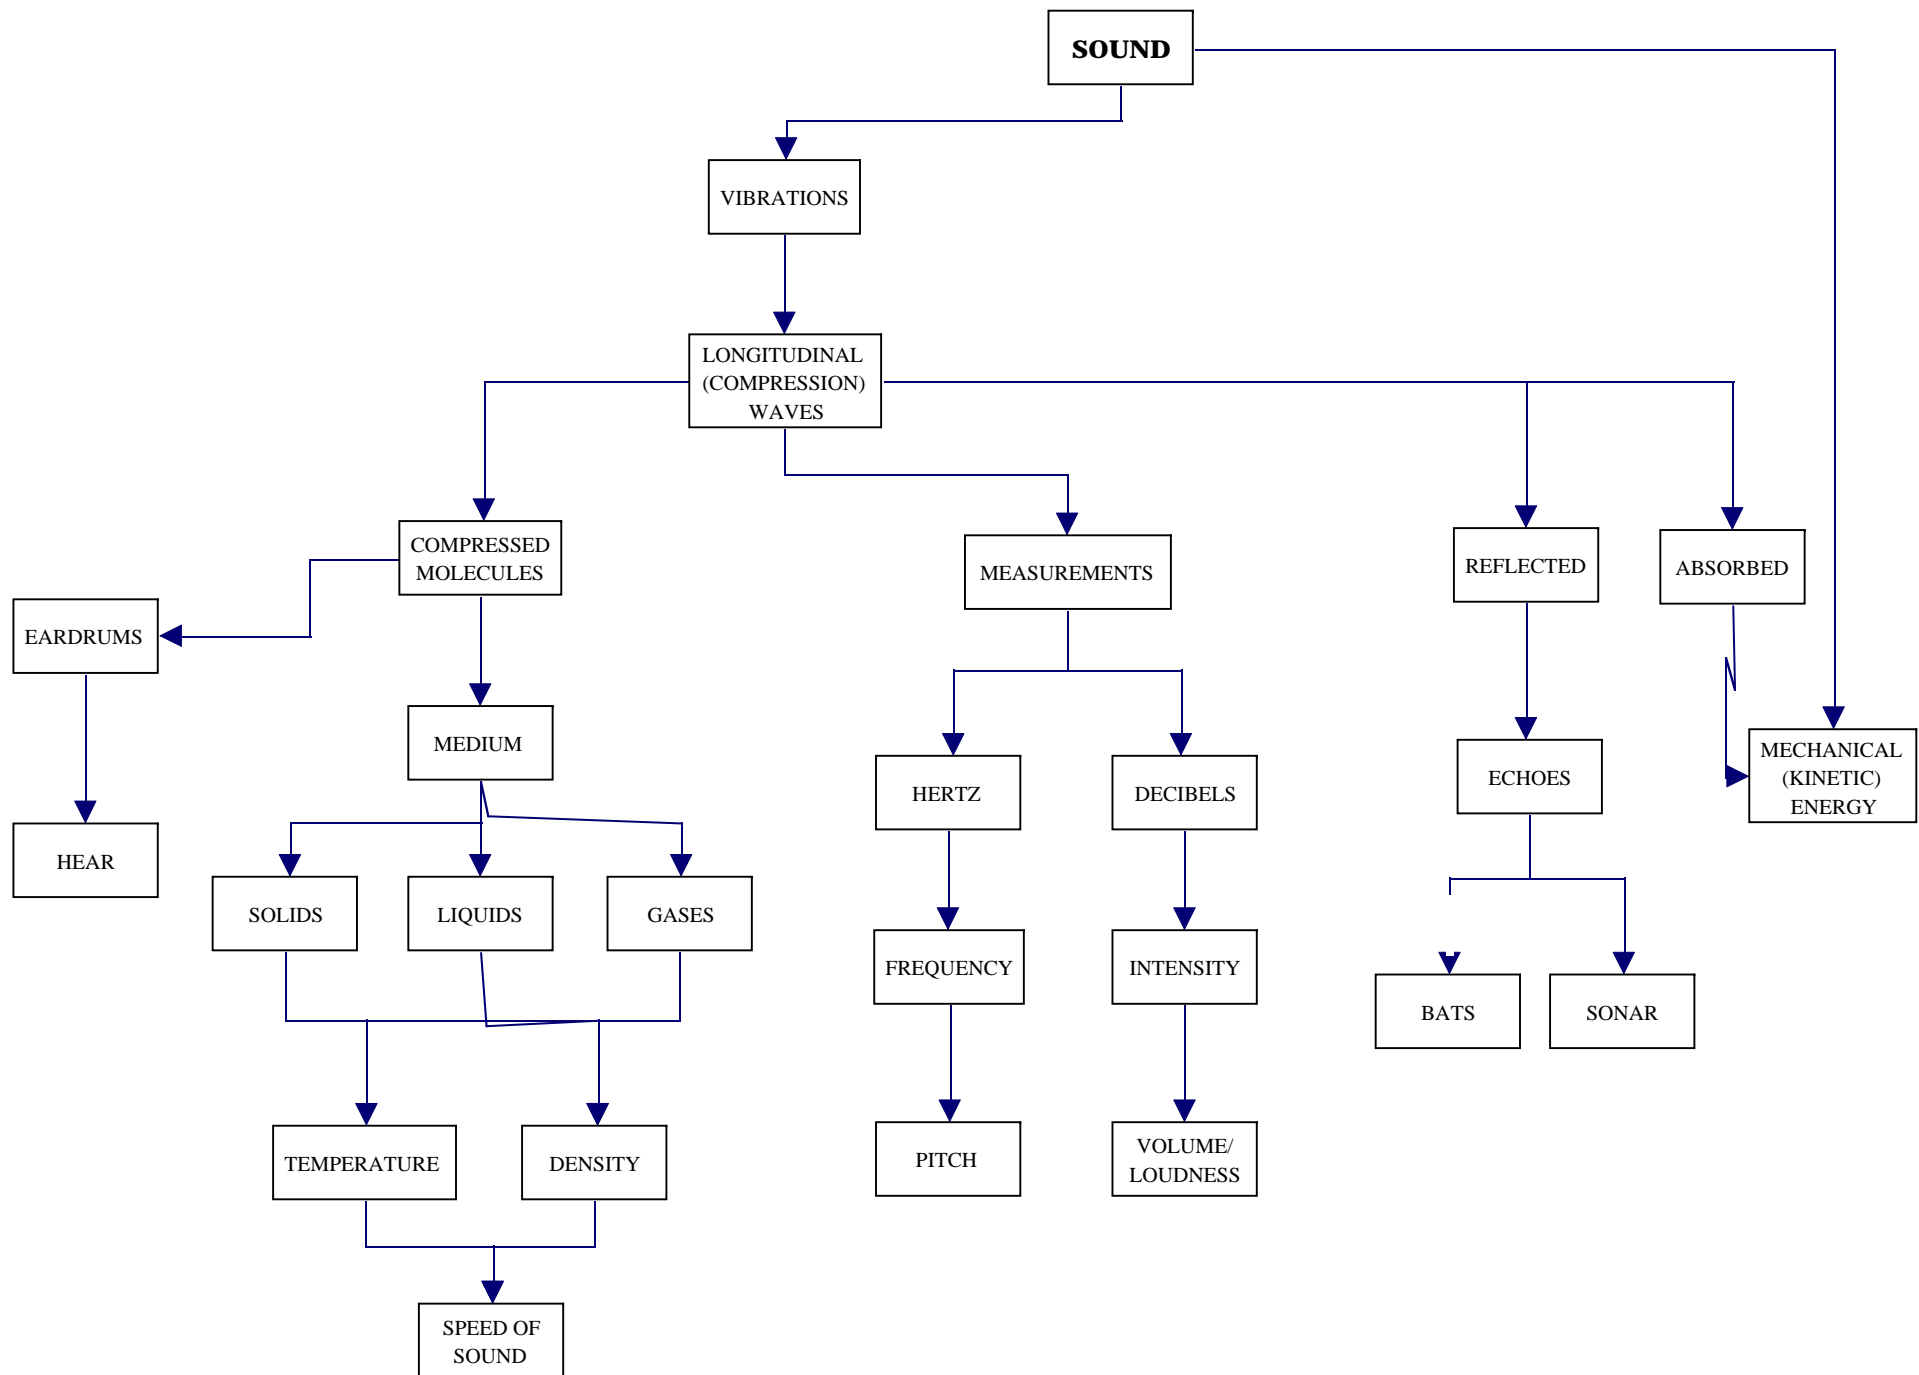 SOUND
VIBRATIONS
LONGITUDINAL
(COMPRESSION)
WAVES
COMPRESSED
MOLECULES
MEASUREMENTS
REFLECTED
ABSORBED
EARDRUMS
MEDIUM
HERTZ
DECIBELS
ECHOES
MECHANICAL
(KINETIC)
ENERGY
HEAR
SOLIDS
LIQUIDS
GASES
FREQUENCY
INTENSITY
BATS
SONAR
TEMPERATURE
DENSITY
PITCH
VOLUME/
LOUDNESS
SPEED OF
SOUND